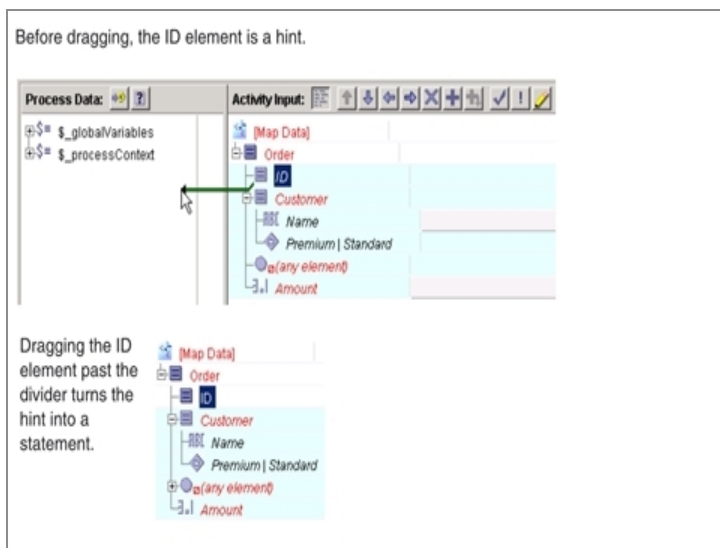 Before dragging, the ID element is a hint.
Process Data:
Activity Input:
$= $_globalVariables
$= $_processContext
[Map Data]
Order
ID
Customer
ABC Name
Premium | Standard
(any element)
Amount
Dragging the ID
element past the
divider turns the
hint into a
statement.
[Map Data]
Order
ID
Customer
ABC Name
Premium | Standard
(any element)
Amount